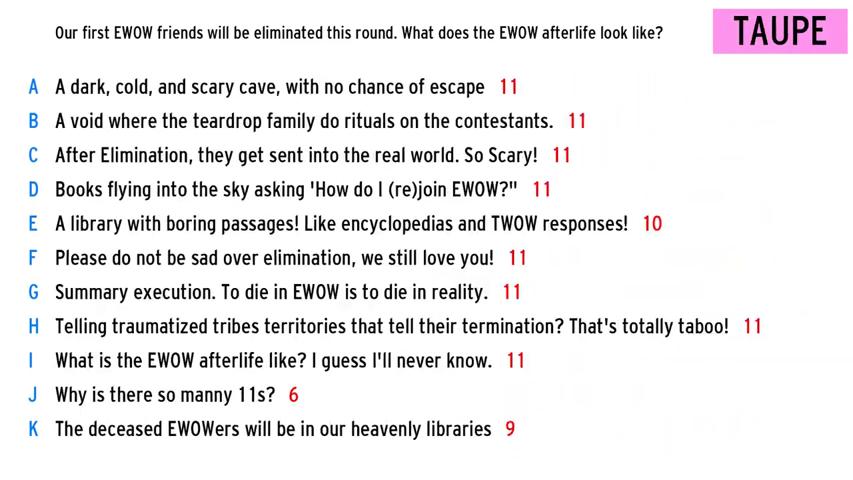 Our first EWOW friends will be eliminated this round. What does the EWOW afterlife look like?
TAUPE
A A dark, cold, and scary cave, with no chance of escape 11
B A void where the teardrop family do rituals on the contestants. 11
C After Elimination, they get sent into the real world. So Scary! 11
D Books flying into the sky asking 'How do I (re)join EWOW?" 11
E A library with boring passages! Like encyclopedias and TWOW responses! 10
F Please do not be sad over elimination, we still love you! 11
G Summary execution. To die in EWOW is to die in reality. 11
H Telling traumatized tribes territories that tell their termination? That's totally taboo! 11
I What is the EWOW afterlife like? I guess I'll never know. 11
J Why is there so manny 11s? 6
K The deceased EWOWers will be in our heavenly libraries 9